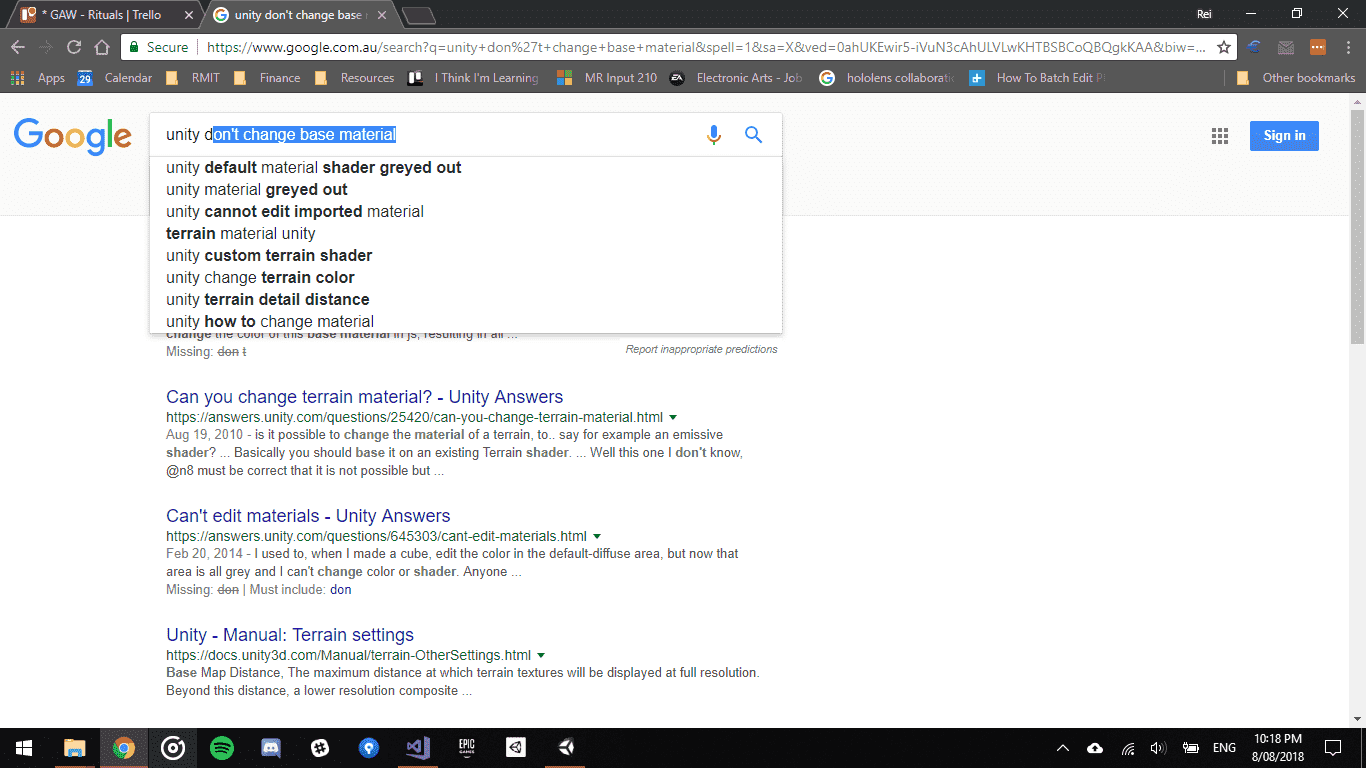 * GAW - Rituals | Trello
unity don't change base
Rei
Secure
https://www.google.com.au/search?q=unity+don%27t+change+base+material&spell=1&sa=X&ved=0ahUKEwir5-iVuN3cAhULVLwKHTBSBCoQBQgkKAA&biw=...
Apps
29
Calendar
RMIT
Finance
Resources
I Think I'm Learning
MR Input 210
EA
Electronic Arts - Job
hololens collaborati
How To Batch Edit P
Other bookmarks
Google
unity don't change base material
Sign in
unity default material shader greyed out
unity material greyed out
unity cannot edit imported material
terrain material unity
unity custom terrain shader
unity change terrain color
unity terrain detail distance
unity how to change material
change the color of this base material in js, resulting in all ...
Missing: don t
Report inappropriate predictions
Can you change terrain material? - Unity Answers
https://answers.unity.com/questions/25420/can-you-change-terrain-material.html
Aug 19, 2010 - is it possible to change the material of a terrain, to.. say for example an emissive
shader? ... Basically you should base it on an existing Terrain shader. ... Well this one I don't know,
@n8 must be correct that it is not possible but ...
Can't edit materials - Unity Answers
https://answers.unity.com/questions/645303/cant-edit-materials.html
Feb 20, 2014 - I used to, when I made a cube, edit the color in the default-diffuse area, but now that
area is all grey and I can't change color or shader. Anyone ...
Missing: don | Must include: don
Unity - Manual: Terrain settings
https://docs.unity3d.com/Manual/terrain-OtherSettings.html
Base Map Distance, The maximum distance at which terrain textures will be displayed at full resolution.
Beyond this distance, a lower resolution composite ...
EPIC
GAMES
ENG
10:18 PM
8/08/2018